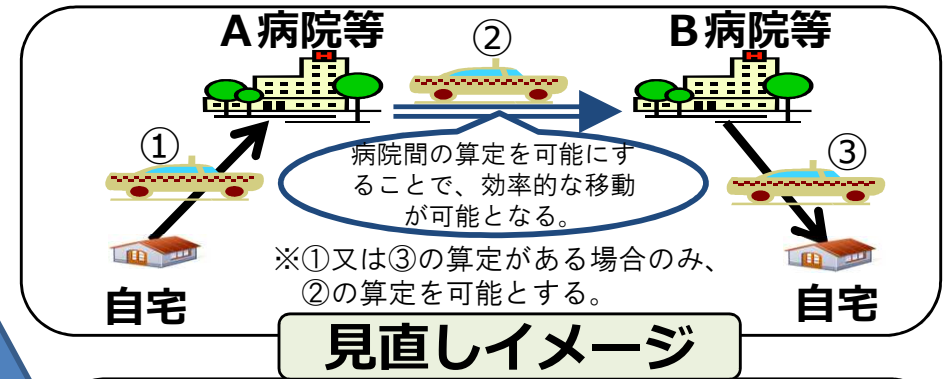 A病院等
②
B病院等
①
③
病院間の算定を可能にす
ることで、効率的な移動
が可能となる。
※①又は③の算定がある場合のみ、
②の算定を可能とする。
自宅
自宅
見直しイメージ